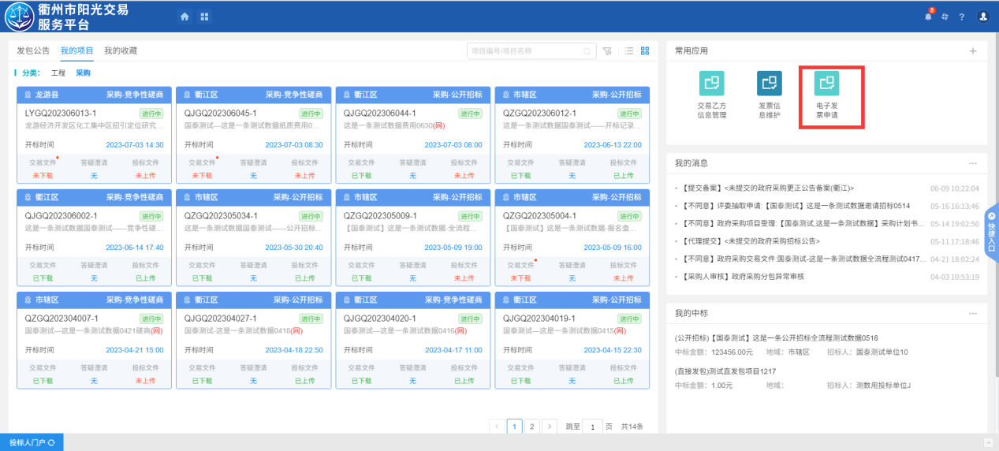 衢州市阳光交易
服务平台
8
?
发包公告 我的项目 我的收藏
项目编号/项目名称
分类: 工程 采购
龙游县 采购-竞争性磋商
LYGQ202306013-1 进行中
龙游经济开发区化工集中区招引定位研究...
开标时间 2023-07-03 14:30
交易文件 答疑澄清 投标文件
未下载 无 未上传
衢江区 采购-竞争性磋商
QJGQ202306045-1 进行中
国泰测试—这是一条测试数据纸质费用0...
开标时间 2023-07-03 08:30
交易文件 答疑澄清 投标文件
未下载 无 未上传
衢江区 采购-公开招标
QJGQ202306044-1 进行中
这是一条测试数据费用0630(网)
开标时间 2023-07-03 08:00
交易文件 答疑澄清 投标文件
已下载 无 未上传
市辖区 采购-公开招标
QZGQ202306012-1 进行中
这是一条测试数据国泰测试——开标记录...
开标时间 2023-06-13 22:00
交易文件 答疑澄清 投标文件
已下载 无 已上传
衢江区 采购-竞争性磋商
QJGQ202306002-1 进行中
这是一条测试数据国泰测试——竞争性磋...
开标时间 2023-06-14 17:40
交易文件 答疑澄清 投标文件
已下载 无 已上传
市辖区 采购-公开招标
QZGQ202305034-1 进行中
这是一条测试数据国泰测试——公开招标...
开标时间 2023-05-30 20:40
交易文件 答疑澄清 投标文件
已下载 无 已上传
市辖区 采购-公开招标
QZGQ202305009-1 进行中
【国泰测试】这是一条测试数据-全流程...
开标时间 2023-05-09 19:00
交易文件 答疑澄清 投标文件
已下载 无 未上传
市辖区 采购-公开招标
QZGQ202305004-1 进行中
【国泰测试】这是一条测试数据-报名查...
开标时间 2023-05-09 16:00
交易文件 答疑澄清 投标文件
未下载 无 未上传
市辖区 采购-竞争性磋商
QZGQ202304007-1 进行中
国泰测试—这是一条测试数据0421磋商(网)
开标时间 2023-04-21 15:00
交易文件 答疑澄清 投标文件
已下载 无 未上传
衢江区 采购-公开招标
QJGQ202304027-1 进行中
国泰测试-这是一条测试数据0418(网)
开标时间 2023-04-18 22:50
交易文件 答疑澄清 投标文件
已下载 无 已上传
衢江区 采购-竞争性磋商
QJGQ202304020-1 进行中
国泰测试—这是一条测试数据0416(网)
开标时间 2023-04-17 11:00
交易文件 答疑澄清 投标文件
已下载 无 已上传
衢江区 采购-公开招标
QJGQ202304019-1 进行中
国泰测试—这是一条测试数据0415(网)
开标时间 2023-04-15 22:30
交易文件 答疑澄清 投标文件
已下载 无 已上传
< 1 2 > 跳至 1 页 共14条
常用应用 +
交易乙方
信息管理
发票信
息维护
电子发
票申请
我的消息 ...
· 【提交备案】<未提交的政府采购更正公告备案(衢江)> 06-09 10:22:04
· 【不同意】评委抽取申请:【国泰测试】这是一条测试数据邀请招标0514 05-16 16:13:46
· 【不同意】政府采购项目受理:【国泰测试,这是一条测试数据】采购计划书... 05-14 19:02:50
· 【代理提交】<未提交的政府采购招标公告> 05-11 17:18:46
· 【不同意】政府采购交易文件:国泰测试-这是一条测试数据全流程测试0417... 04-21 18:02:24
· 【采购人审核】政府采购分包异常审核 04-03 10:53:19
我的中标 ...
(公开招标)【国泰测试】这是一条公开招标全流程测试数据0518
中标金额：123456.00元 地域：市辖区 招标人：国泰测试单位10
(直接发包)测试直发包项目1217
中标金额：1.00元 地域： 招标人：测数用投标单位J
快捷入口
投标人门户